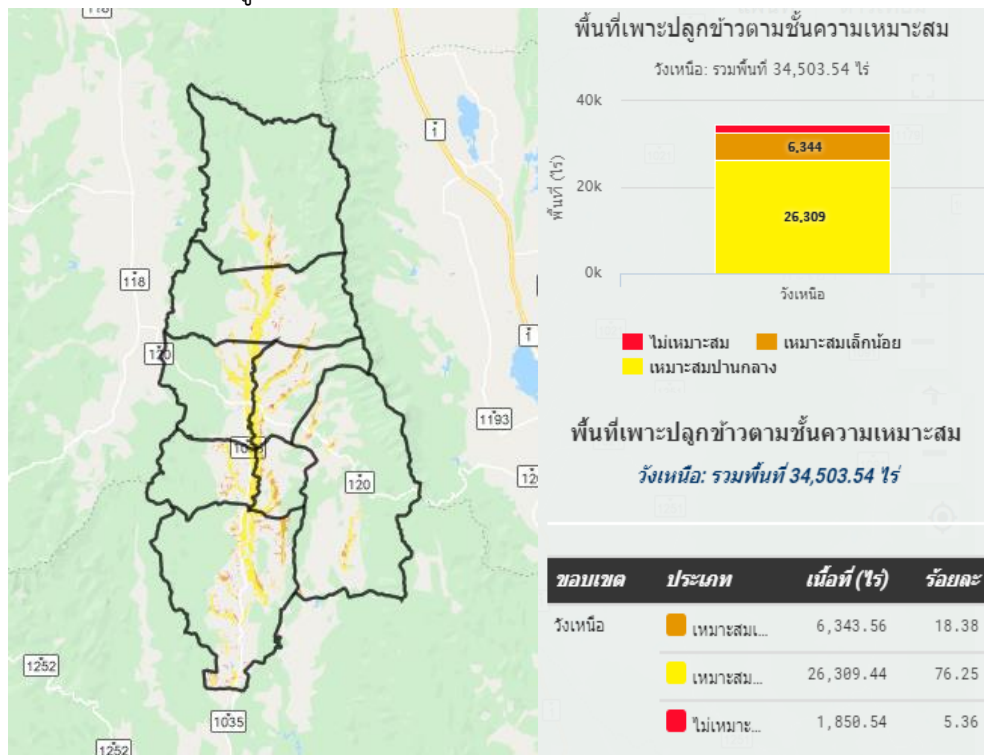 118
1
118
120
1
1035
1193
120
120
1252
1035
1252
พื้นที่เพาะปลูกข้าวตามชั้นความเหมาะสม
วังเหนือ: รวมพื้นที่ 34,503.54 ไร่
40k
20k
0k
พื้นที่ (ไร่)
6,344
26,309
วังเหนือ
ไม่เหมาะสม เหมาะสมเล็กน้อย
เหมาะสมปานกลาง
พื้นที่เพาะปลูกข้าวตามชั้นความเหมาะสม
วังเหนือ: รวมพื้นที่ 34,503.54 ไร่
ขอบเขต ประเภท เนื้อที่ (ไร่) ร้อยละ
วังเหนือ เหมาะสมเ... 6,343.56 18.38
เหมาะสม... 26,309.44 76.25
ไม่เหมาะ... 1,850.54 5.36